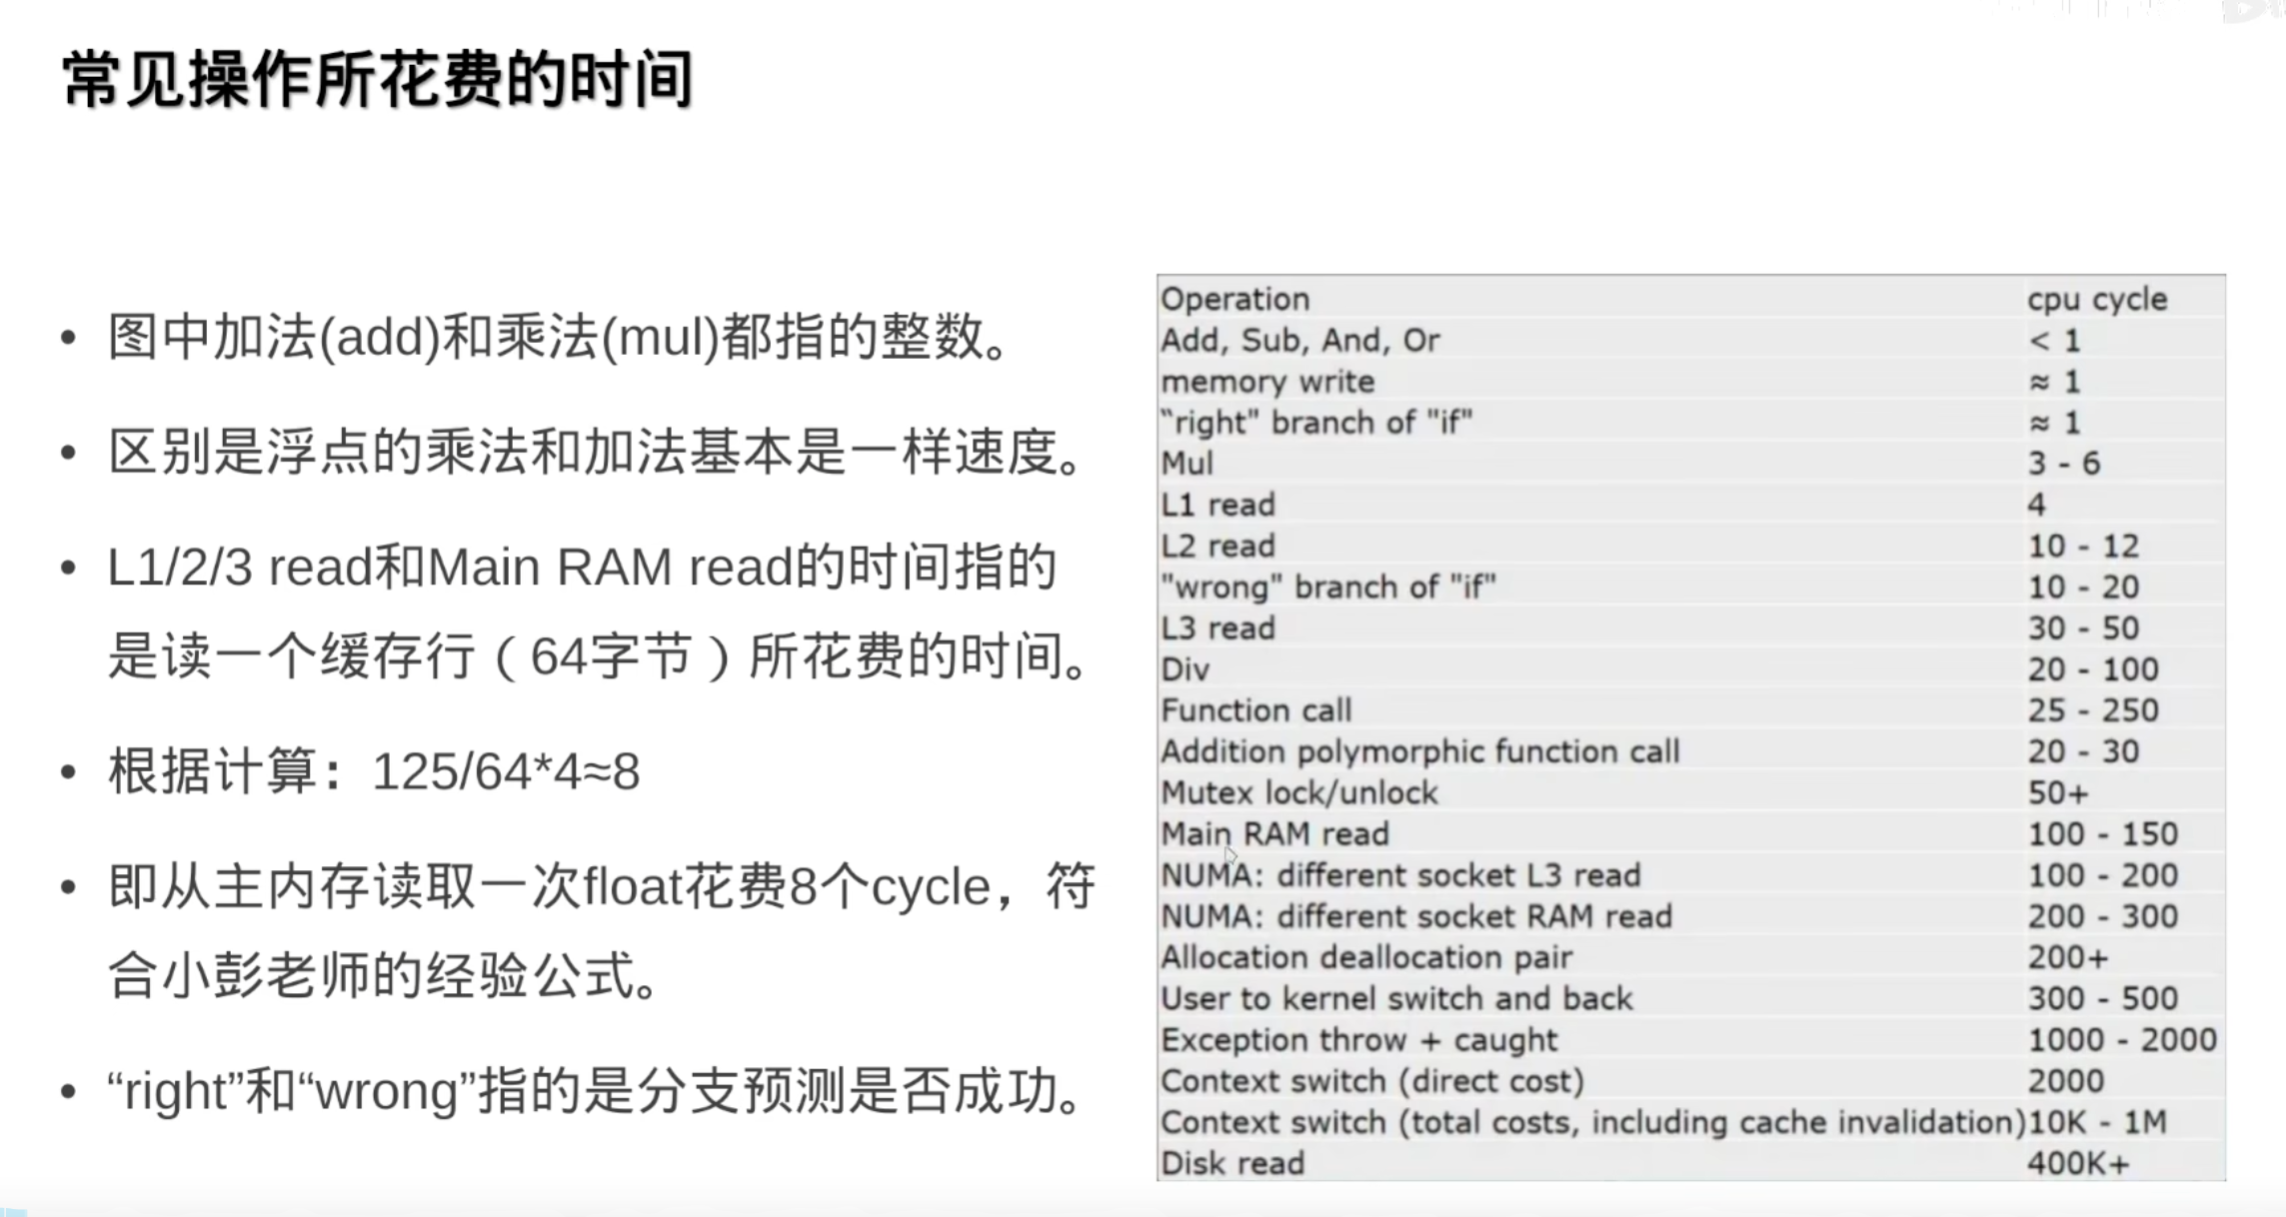 常见操作所花费的时间
• 图中加法(add)和乘法(mul)都指的整数。
• 区别是浮点的乘法和加法基本是一样速度。
• L1/2/3 read和Main RAM read的时间指的
是读一个缓存行（64字节）所花费的时间。
• 根据计算：125/64*4≈8
• 即从主内存读取一次float花费8个cycle，符
合小彭老师的经验公式。
• “right”和“wrong”指的是分支预测是否成功。
Operation cpu cycle
Add, Sub, And, Or < 1
memory write ≈ 1
“right" branch of "if" ≈ 1
Mul 3 - 6
L1 read 4
L2 read 10 - 12
"wrong" branch of "if" 10 - 20
L3 read 30 - 50
Div 20 - 100
Function call 25 - 250
Addition polymorphic function call 20 - 30
Mutex lock/unlock 50+
Main RAM read 100 - 150
NUMA: different socket L3 read 100 - 200
NUMA: different socket RAM read 200 - 300
Allocation deallocation pair 200+
User to kernel switch and back 300 - 500
Exception throw + caught 1000 - 2000
Context switch (direct cost) 2000
Context switch (total costs, including cache invalidation) 10K - 1M
Disk read 400K+